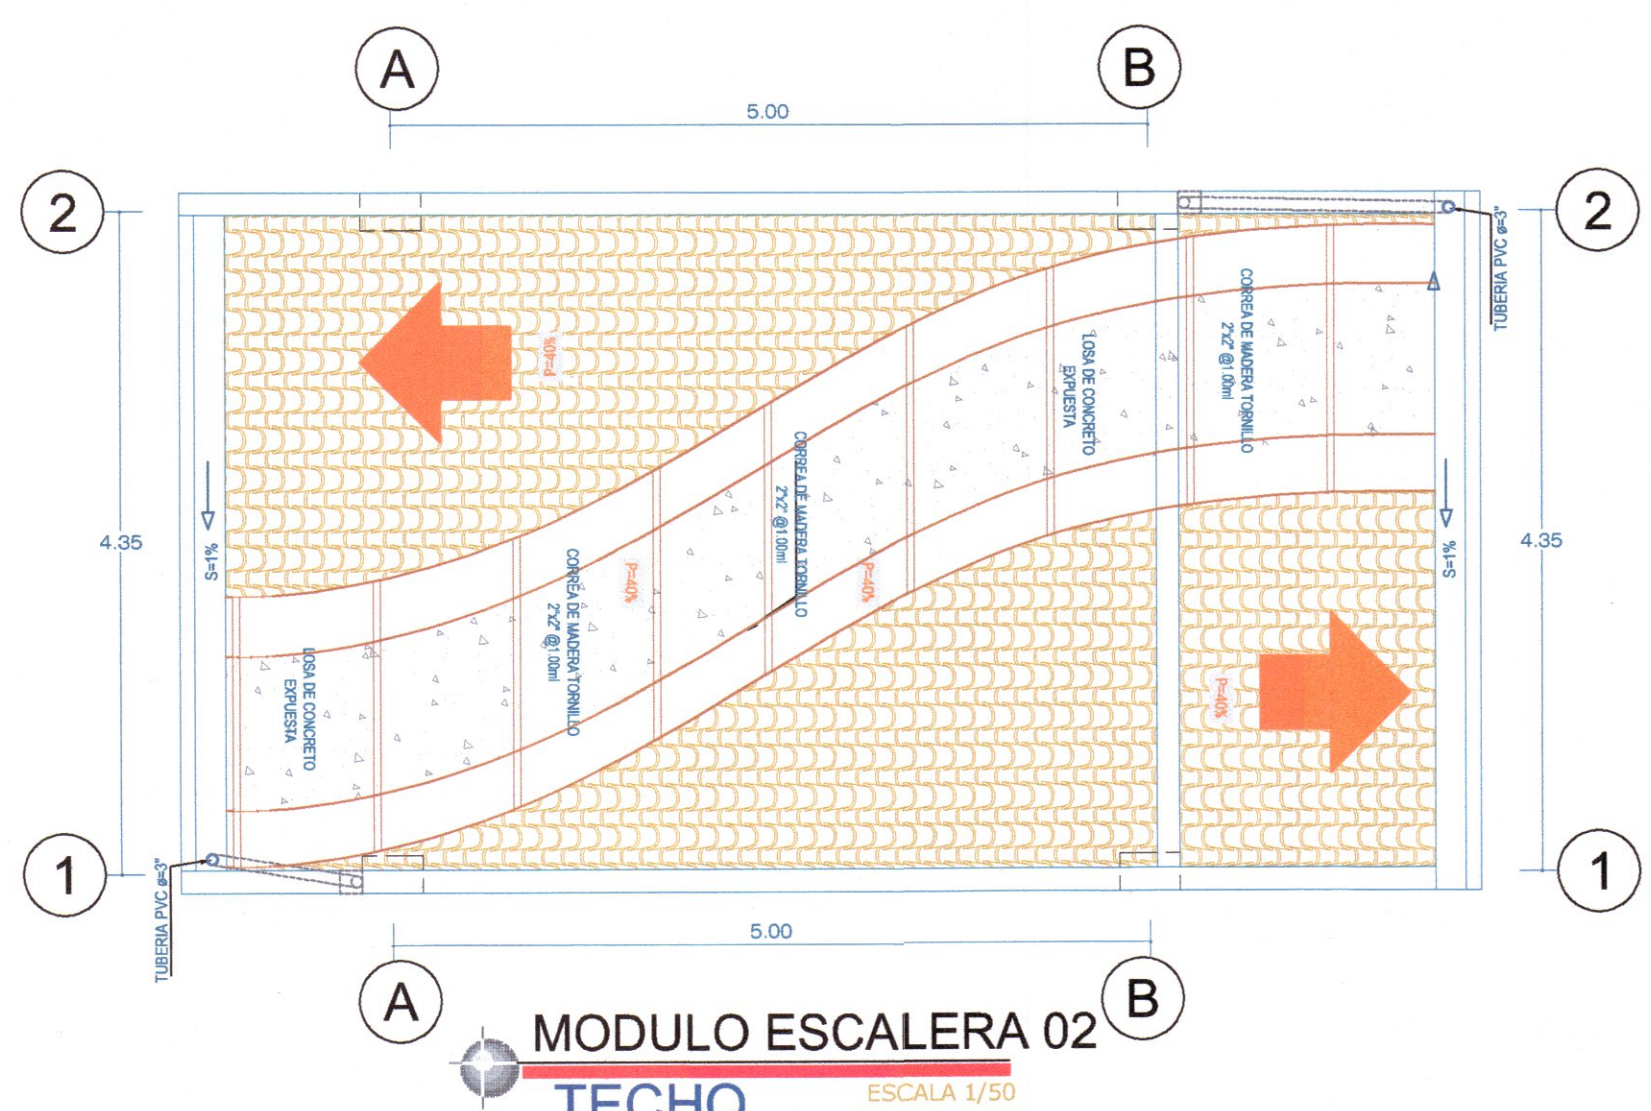 A
B
5.00
2
2
TUBERIA PVC ø=3"
P=40%
CORREA DE MADERA TORNILLO
2"x2" @1.00ml
LOSA DE CONCRETO
EXPUESTA
CORREA DE MADERA TORNILLO
2"x2" @1.00ml
4.35
S=1%
CORREA DE MADERA TORNILLO
2"x2" @1.00ml
P=40%
P=40%
S=1%
4.35
LOSA DE CONCRETO
EXPUESTA
P=40%
1
1
TUBERIA PVC ø=3"
5.00
A
B
MODULO ESCALERA 02
TECHO
ESCALA 1/50